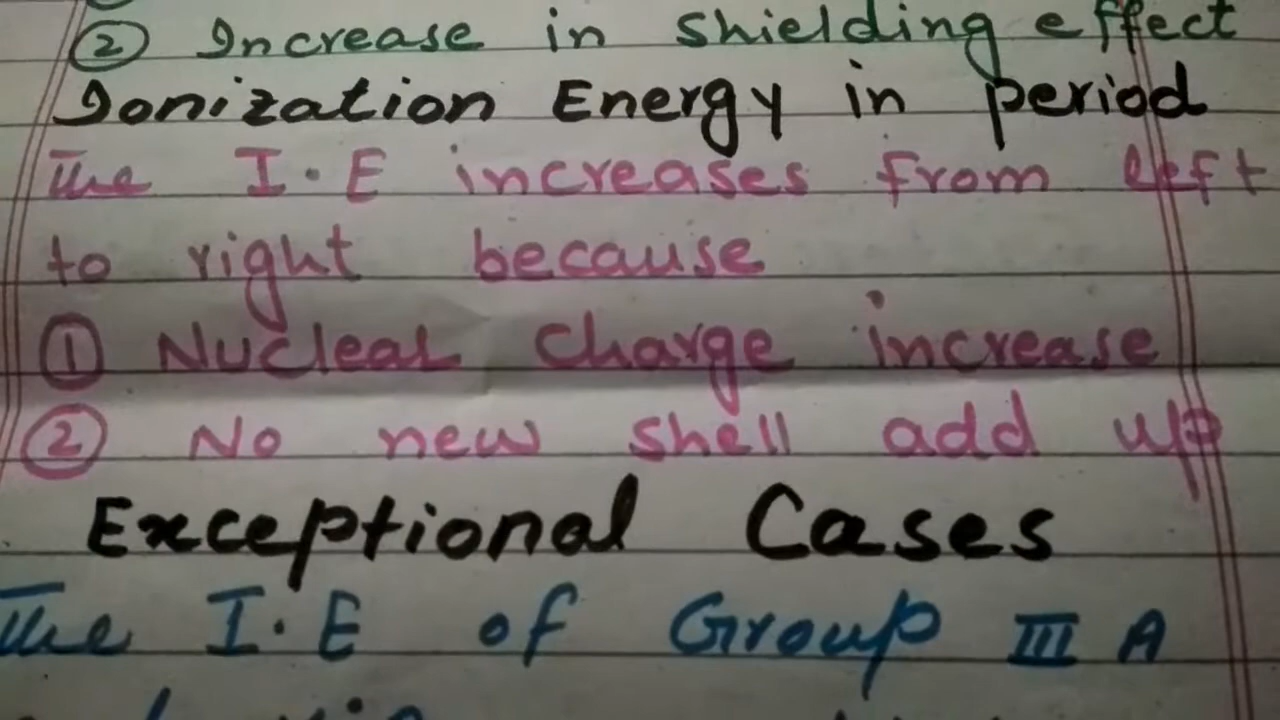 ② Increase in shielding effect
Ionization Energy in period
The I.E increases from left
to right because
① Nuclear Charge increase
② No new shell add up
Exceptional Cases
The I.E of Group III A